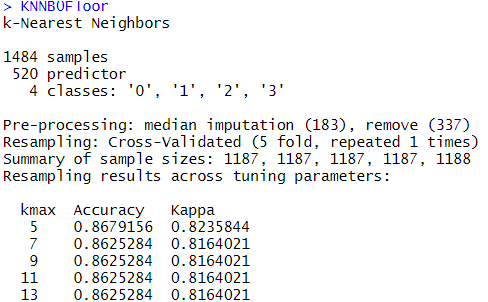 > KNNB0Floor
k-Nearest Neighbors
1484 samples
520 predictor
4 classes: '0', '1', '2', '3'
Pre-processing: median imputation (183), remove (337)
Resampling: Cross-Validated (5 fold, repeated 1 times)
Summary of sample sizes: 1187, 1187, 1187, 1187, 1188
Resampling results across tuning parameters:
kmax Accuracy Kappa
5 0.8679156 0.8235844
7 0.8625284 0.8164021
9 0.8625284 0.8164021
11 0.8625284 0.8164021
13 0.8625284 0.8164021